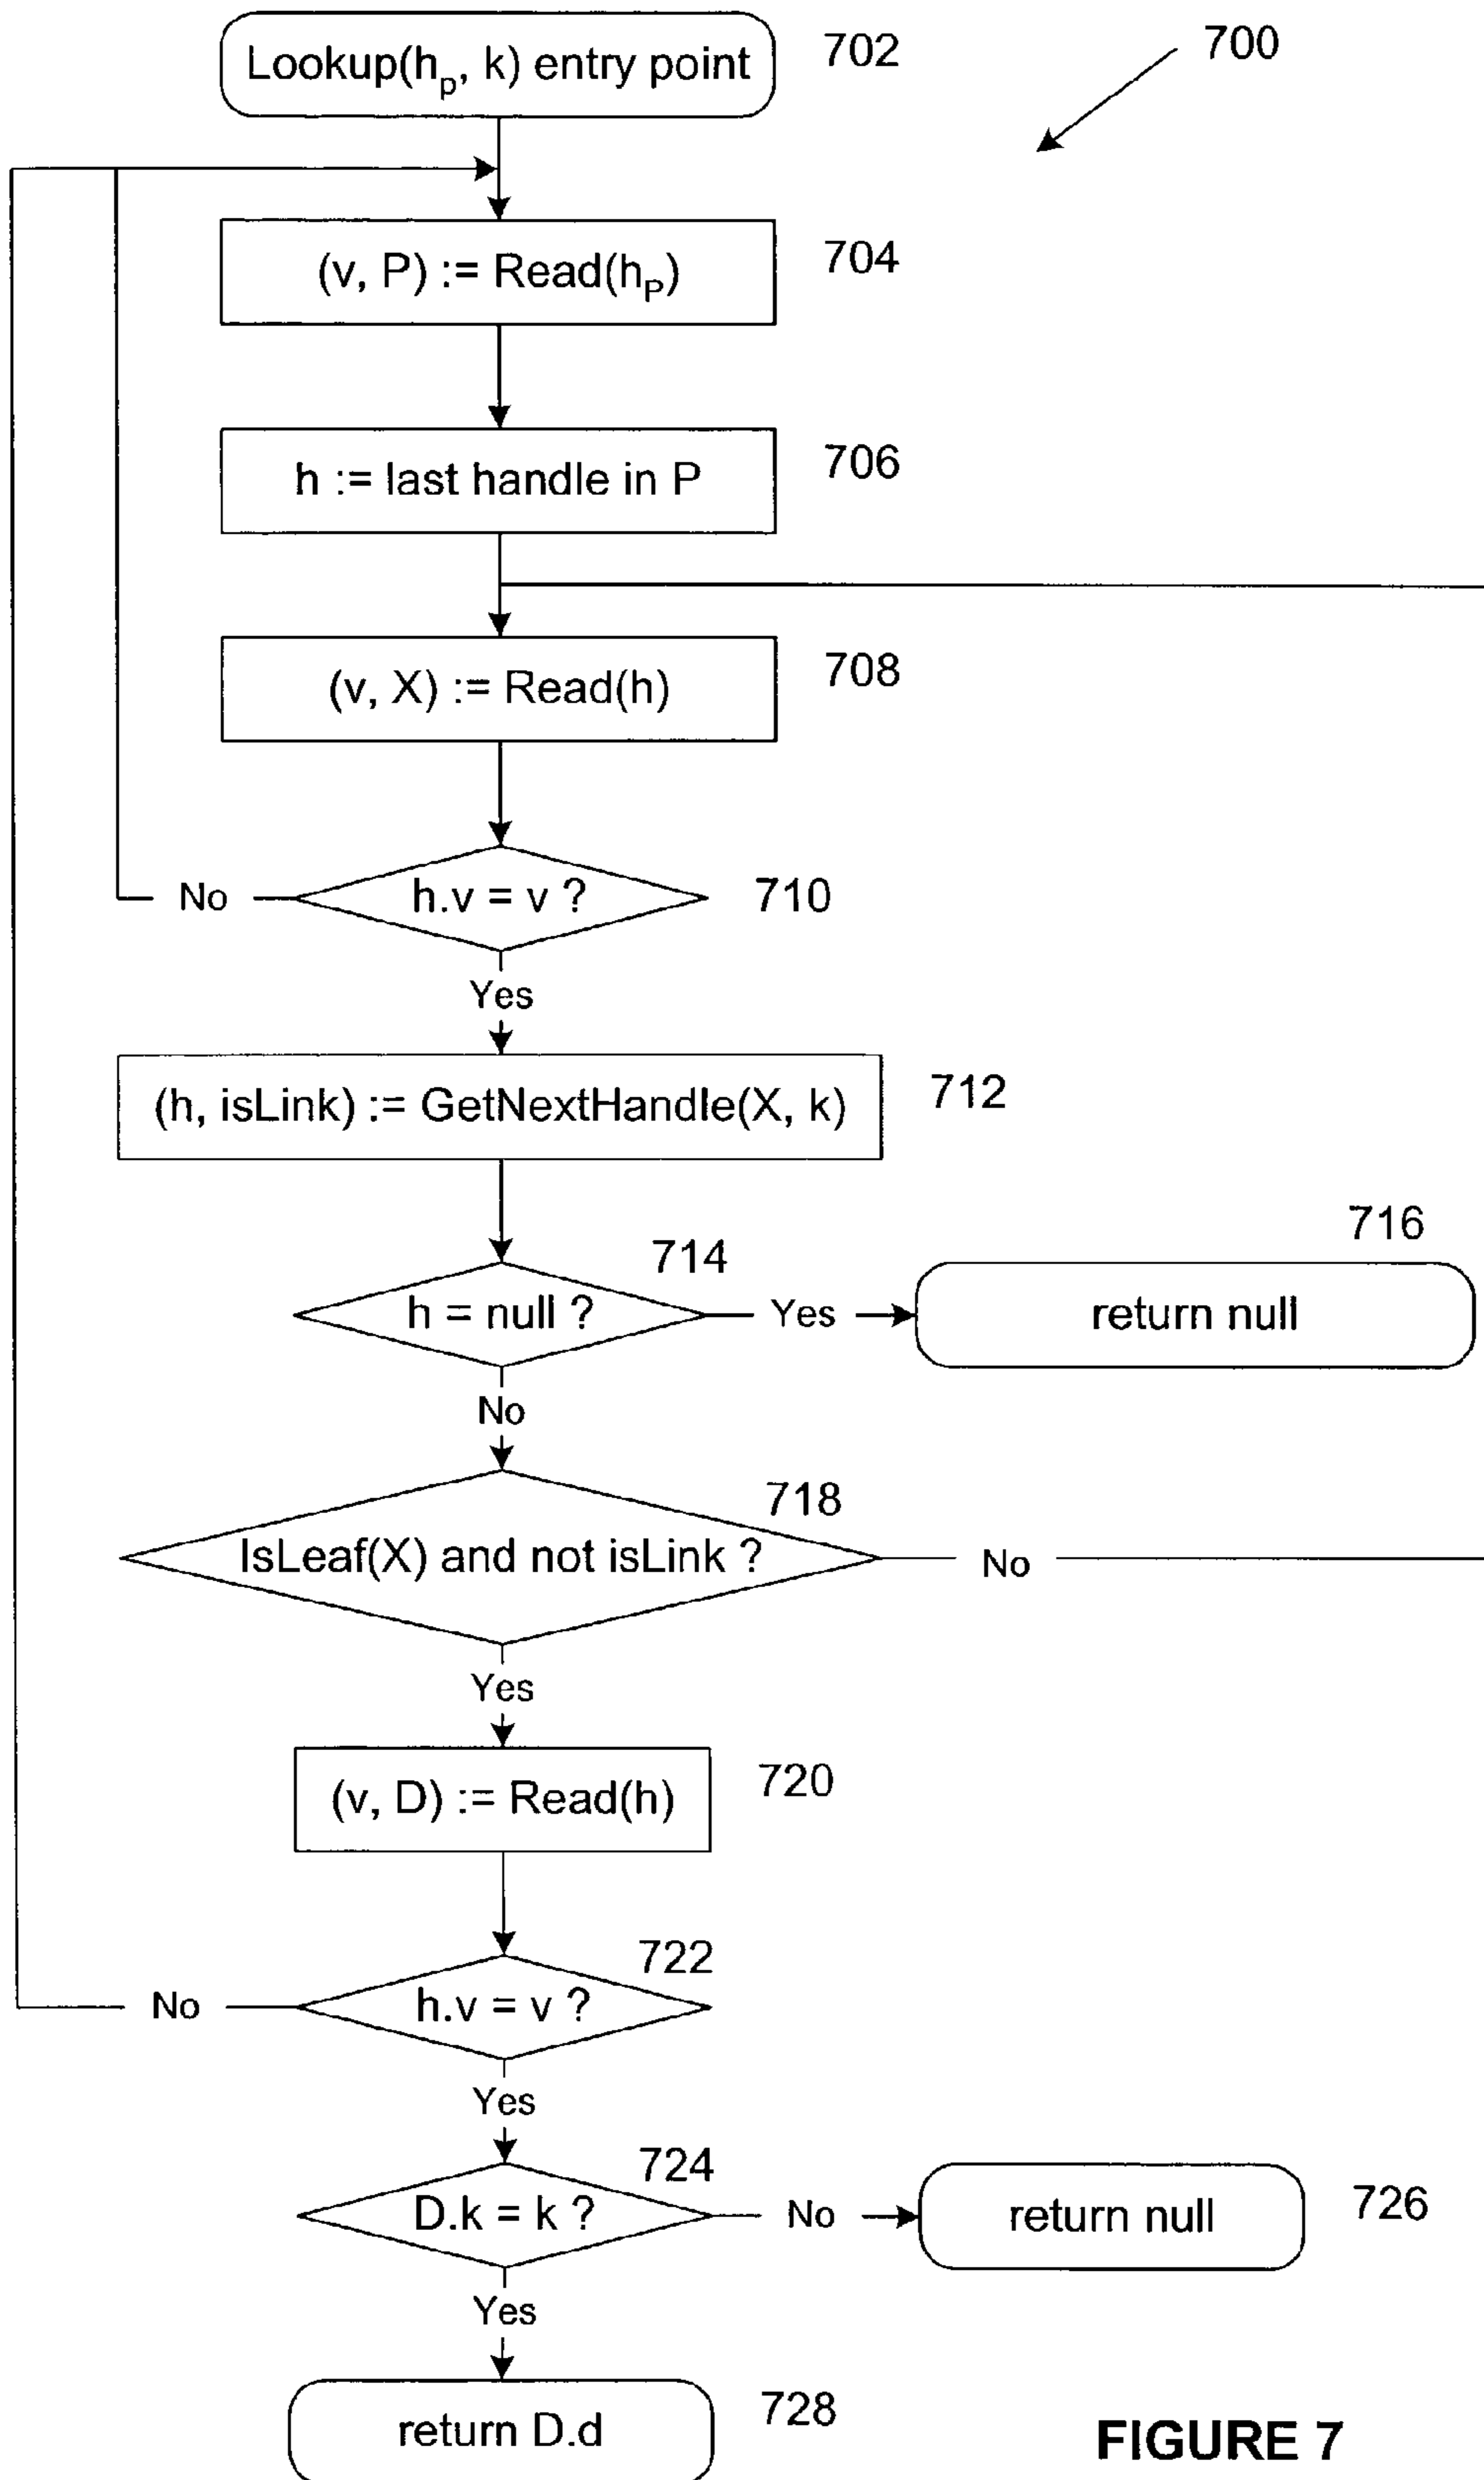 Lookup(hp, k) entry point
702
700
(v, P) := Read(hP)
704
h := last handle in P
706
(v, X) := Read(h)
708
No
h.v = v ?
710
Yes
(h, isLink) := GetNextHandle(X, k)
712
716
714
h = null ?
Yes
return null
No
718
IsLeaf(X) and not isLink ?
No
Yes
(v, D) := Read(h)
720
722
No
h.v = v ?
Yes
724
D.k = k ?
No
return null
726
Yes
return D.d
728
FIGURE 7